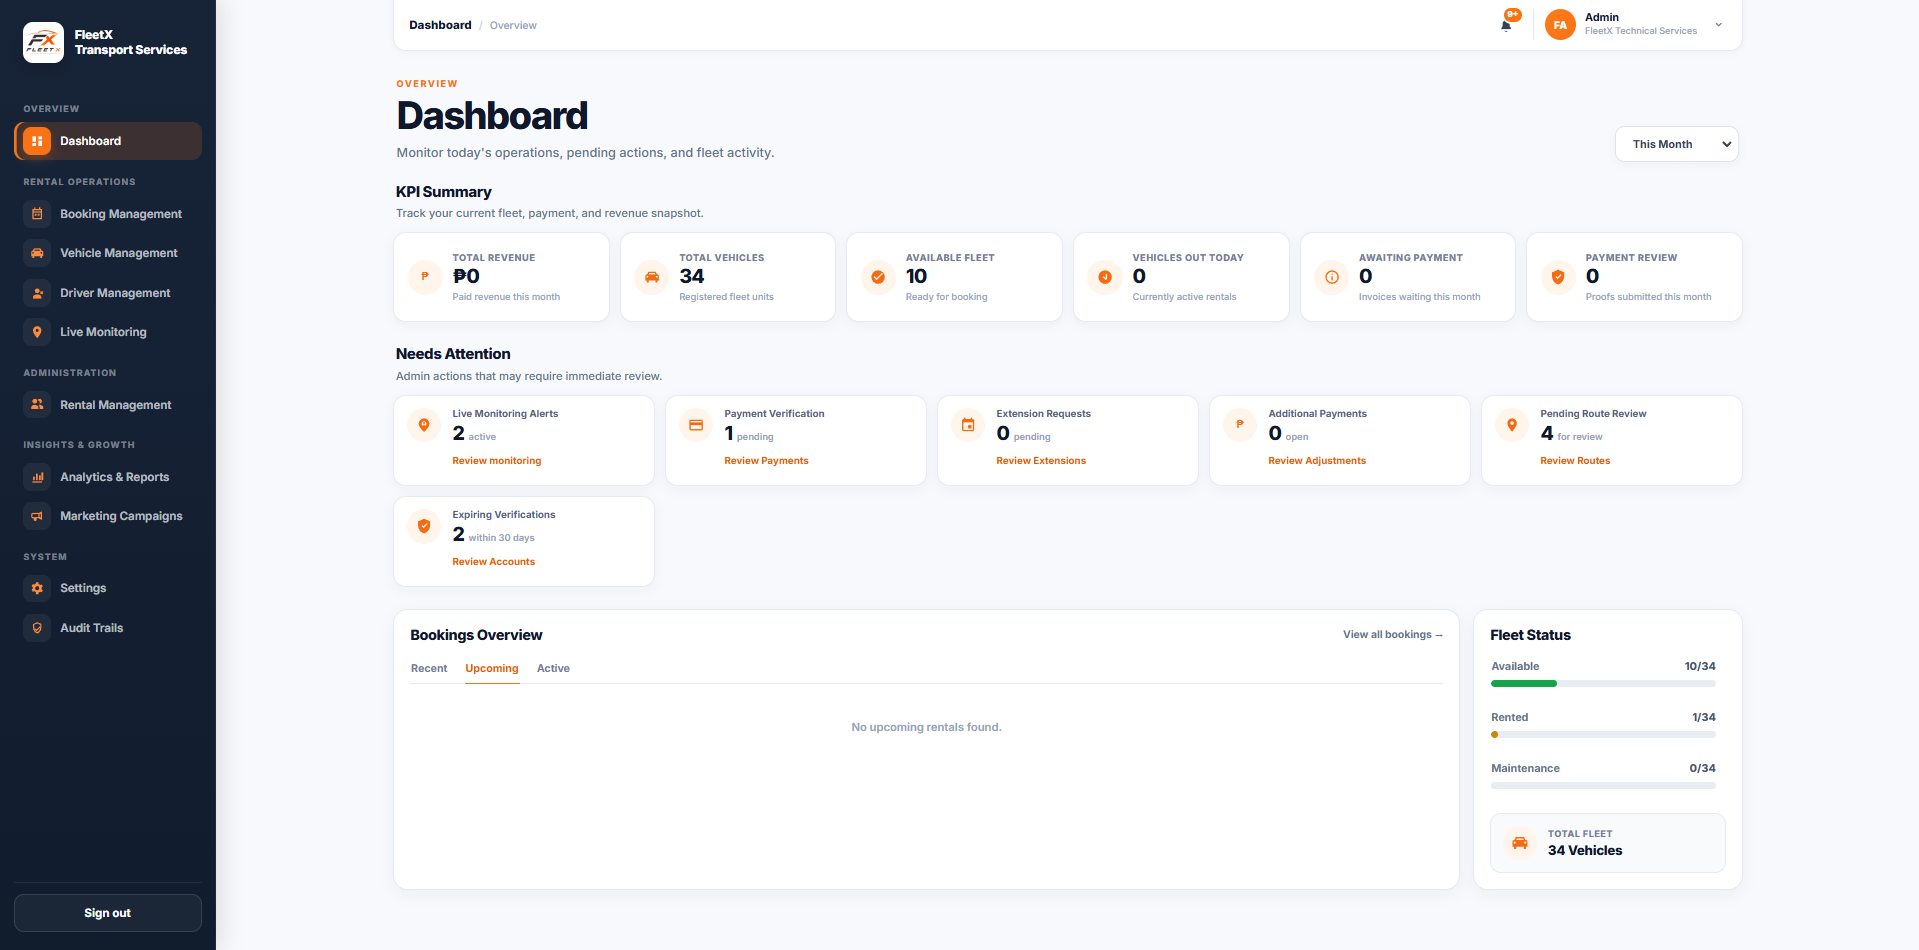 FX
FLEET X
FleetX
Transport Services
OVERVIEW
Dashboard
RENTAL OPERATIONS
Booking Management
Vehicle Management
Driver Management
Live Monitoring
ADMINISTRATION
Rental Management
INSIGHTS & GROWTH
Analytics & Reports
Marketing Campaigns
SYSTEM
Settings
Audit Trails
Sign out
Dashboard / Overview
9+
FA
Admin
FleetX Technical Services
OVERVIEW
Dashboard
Monitor today's operations, pending actions, and fleet activity.
This Month
KPI Summary
Track your current fleet, payment, and revenue snapshot.
₱
TOTAL REVENUE
₱0
Paid revenue this month
TOTAL VEHICLES
34
Registered fleet units
AVAILABLE FLEET
10
Ready for booking
VEHICLES OUT TODAY
0
Currently active rentals
AWAITING PAYMENT
0
Invoices waiting this month
PAYMENT REVIEW
0
Proofs submitted this month
Needs Attention
Admin actions that may require immediate review.
Live Monitoring Alerts
2 active
Review monitoring
Payment Verification
1 pending
Review Payments
Extension Requests
0 pending
Review Extensions
₱
Additional Payments
0 open
Review Adjustments
Pending Route Review
4 for review
Review Routes
Expiring Verifications
2 within 30 days
Review Accounts
Bookings Overview
View all bookings →
Recent Upcoming Active
No upcoming rentals found.
Fleet Status
Available 10/34
Rented 1/34
Maintenance 0/34
TOTAL FLEET
34 Vehicles